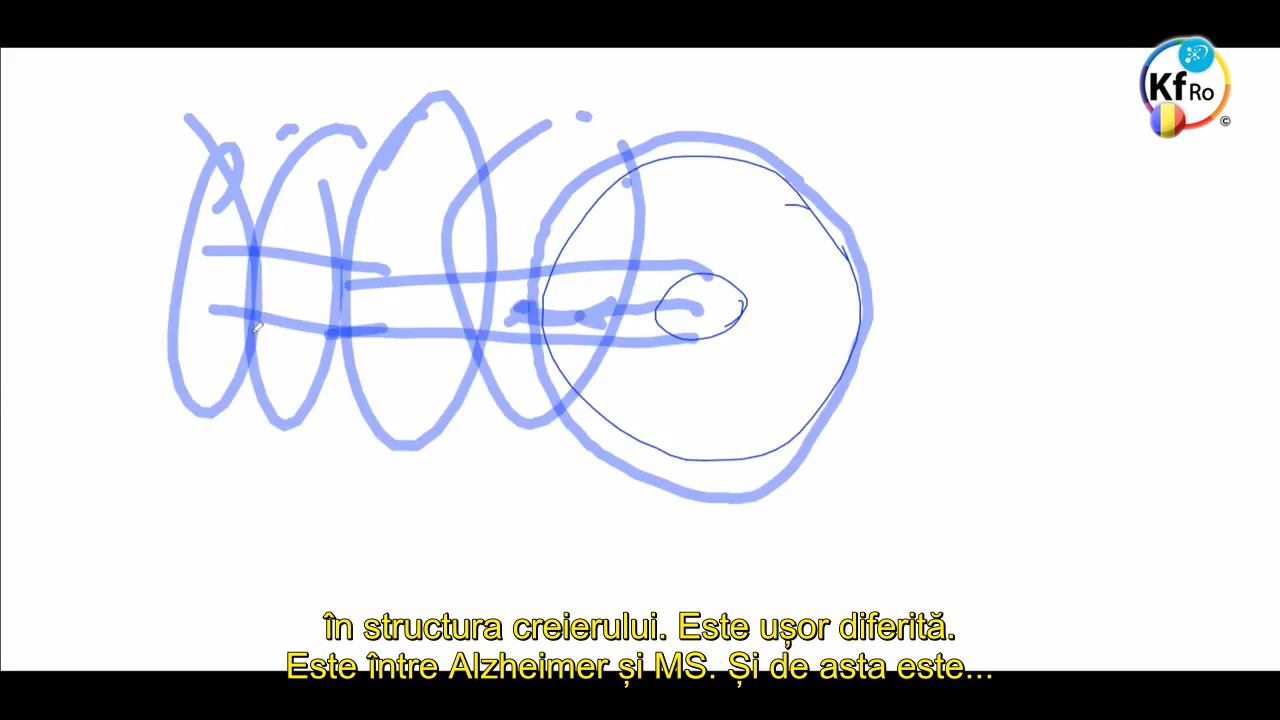 Kf Ro
©
în structura creierului. Este ușor diferită.
Este între Alzheimer și MS. Și de asta este...